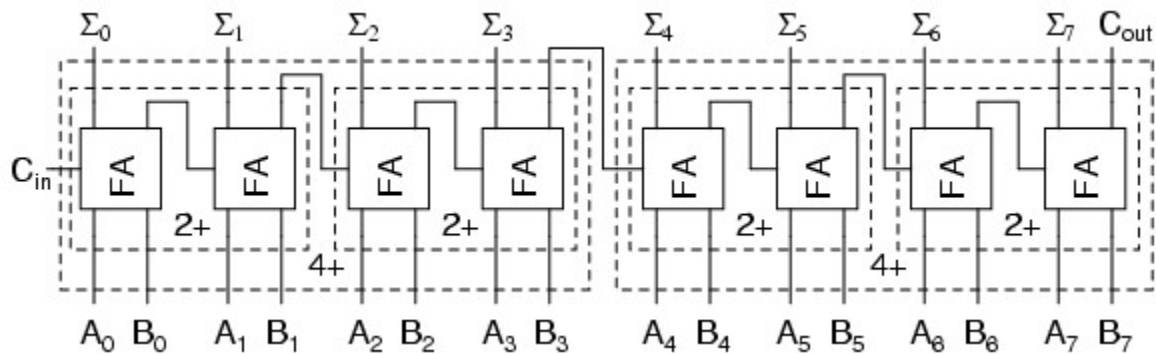 Σ₀ Σ₁ Σ₂ Σ₃ Σ₄ Σ₅ Σ₆ Σ₇ Cout
Cin FA FA FA FA FA FA FA FA
2+ 2+ 2+ 2+
4+ 4+
A₀ B₀ A₁ B₁ A₂ B₂ A₃ B₃ A₄ B₄ A₅ B₅ A₆ B₆ A₇ B₇